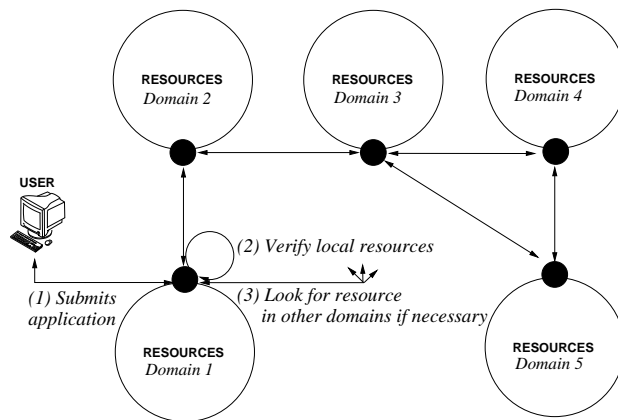 RESOURCES
Domain 2
RESOURCES
Domain 3
RESOURCES
Domain 4
USER
(2) Verify local resources
(1) Submits
application
(3) Look for resource
in other domains if necessary
RESOURCES
Domain 1
RESOURCES
Domain 5